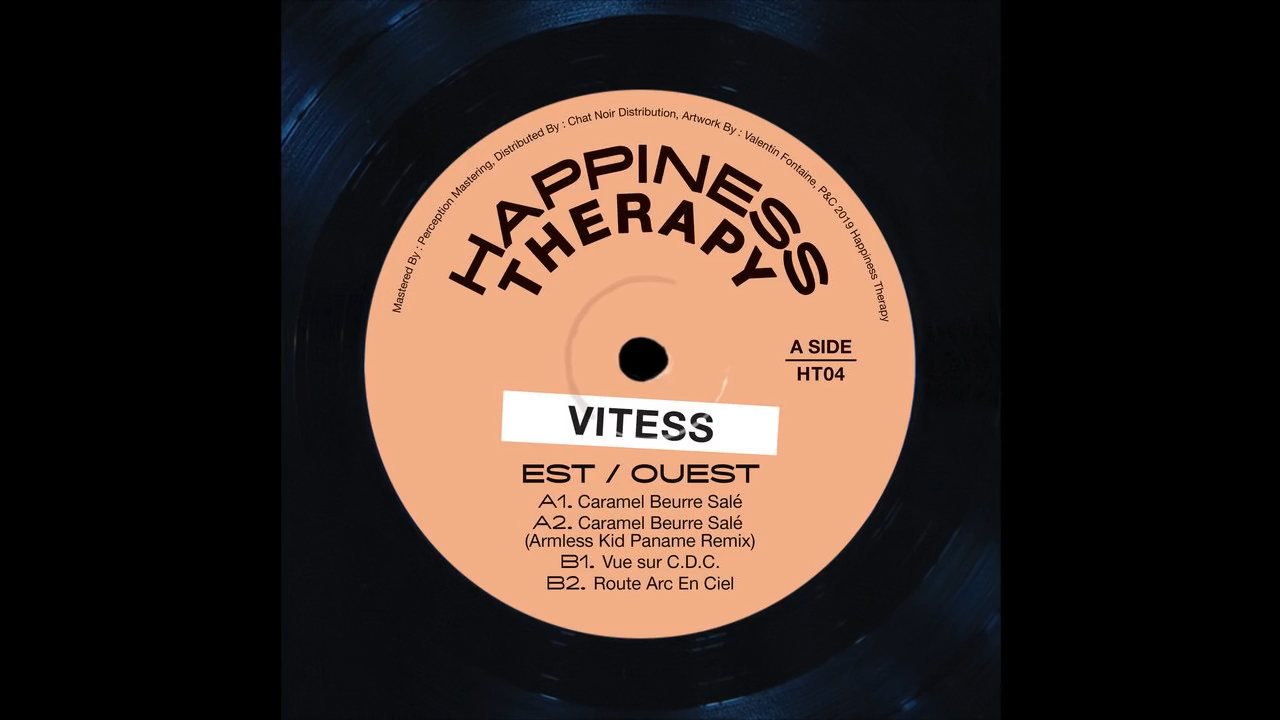 Mastered By : Perception Mastering, Distributed By : Chat Noir Distribution, Artwork By : Valentin Fontaine, P&C 2019 Happiness Therapy
HAPPINESS
THERAPY
A SIDE
HT04
VITESS
EST / OUEST
A1. Caramel Beurre Salé
A2. Caramel Beurre Salé
(Armless Kid Paname Remix)
B1. Vue sur C.D.C.
B2. Route Arc En Ciel